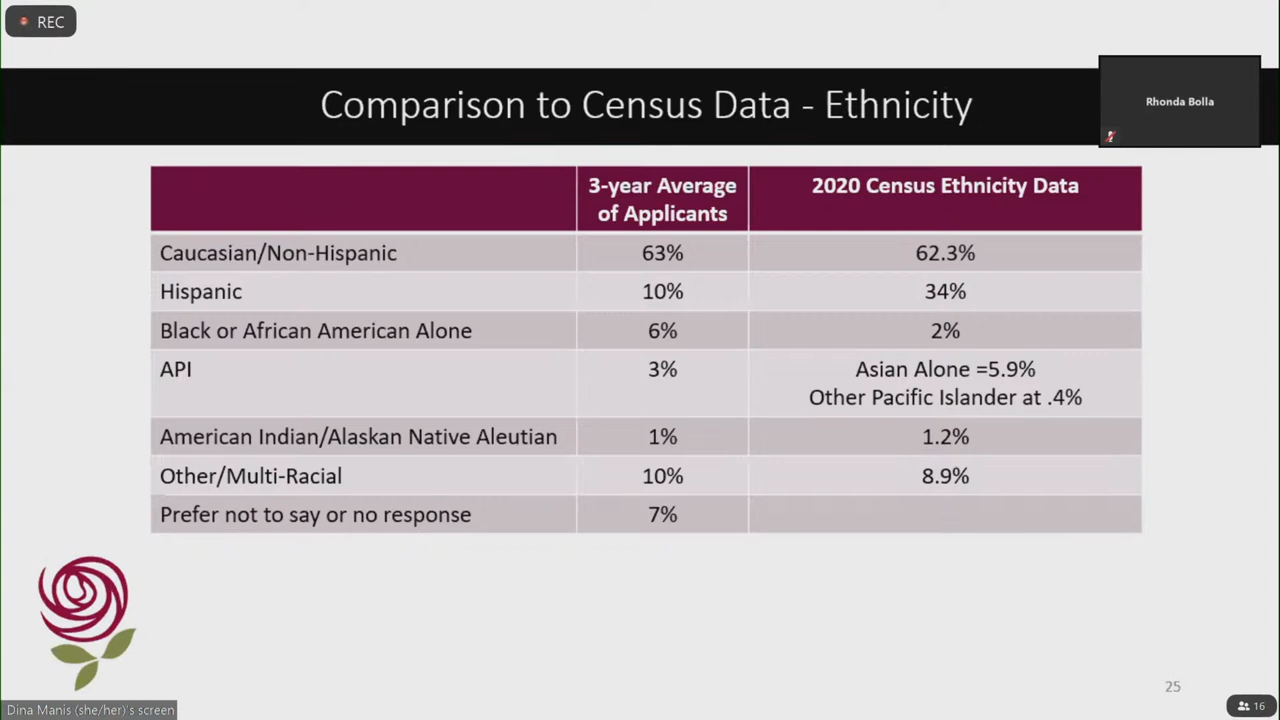 REC
Comparison to Census Data - Ethnicity
Rhonda Bolla
3-year Average of Applicants 2020 Census Ethnicity Data
Caucasian/Non-Hispanic 63% 62.3%
Hispanic 10% 34%
Black or African American Alone 6% 2%
API 3% Asian Alone =5.9%
Other Pacific Islander at .4%
American Indian/Alaskan Native Aleutian 1% 1.2%
Other/Multi-Racial 10% 8.9%
Prefer not to say or no response 7%
25
Dina Manis (she/her)'s screen
16